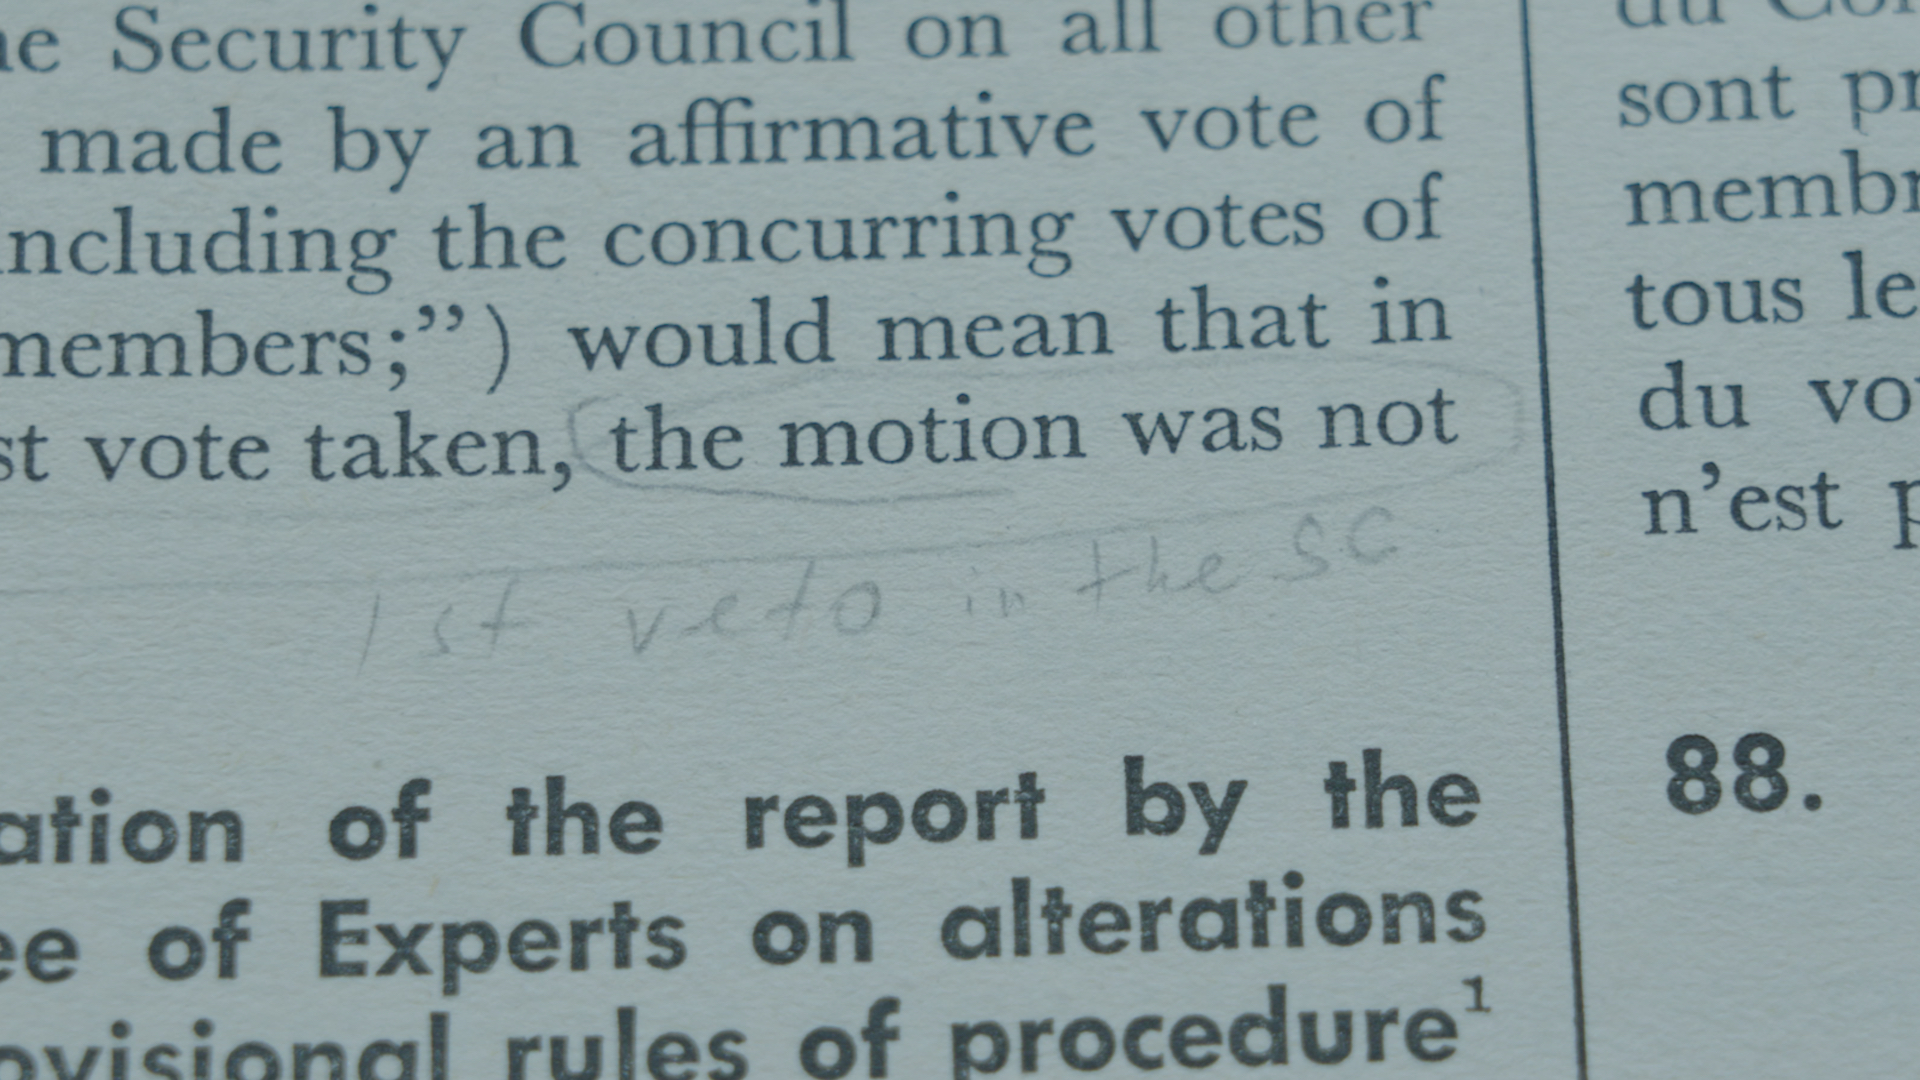 Security Council on all other
made by an affirmative vote of
ncluding the concurring votes of
members;”) would mean that in
st vote taken, the motion was not
1st veto in the SC
ation of the report by the
ee of Experts on alterations
ovisional rules of procedure¹
sont pr
membr
tous le
du vo
n’est p
88.